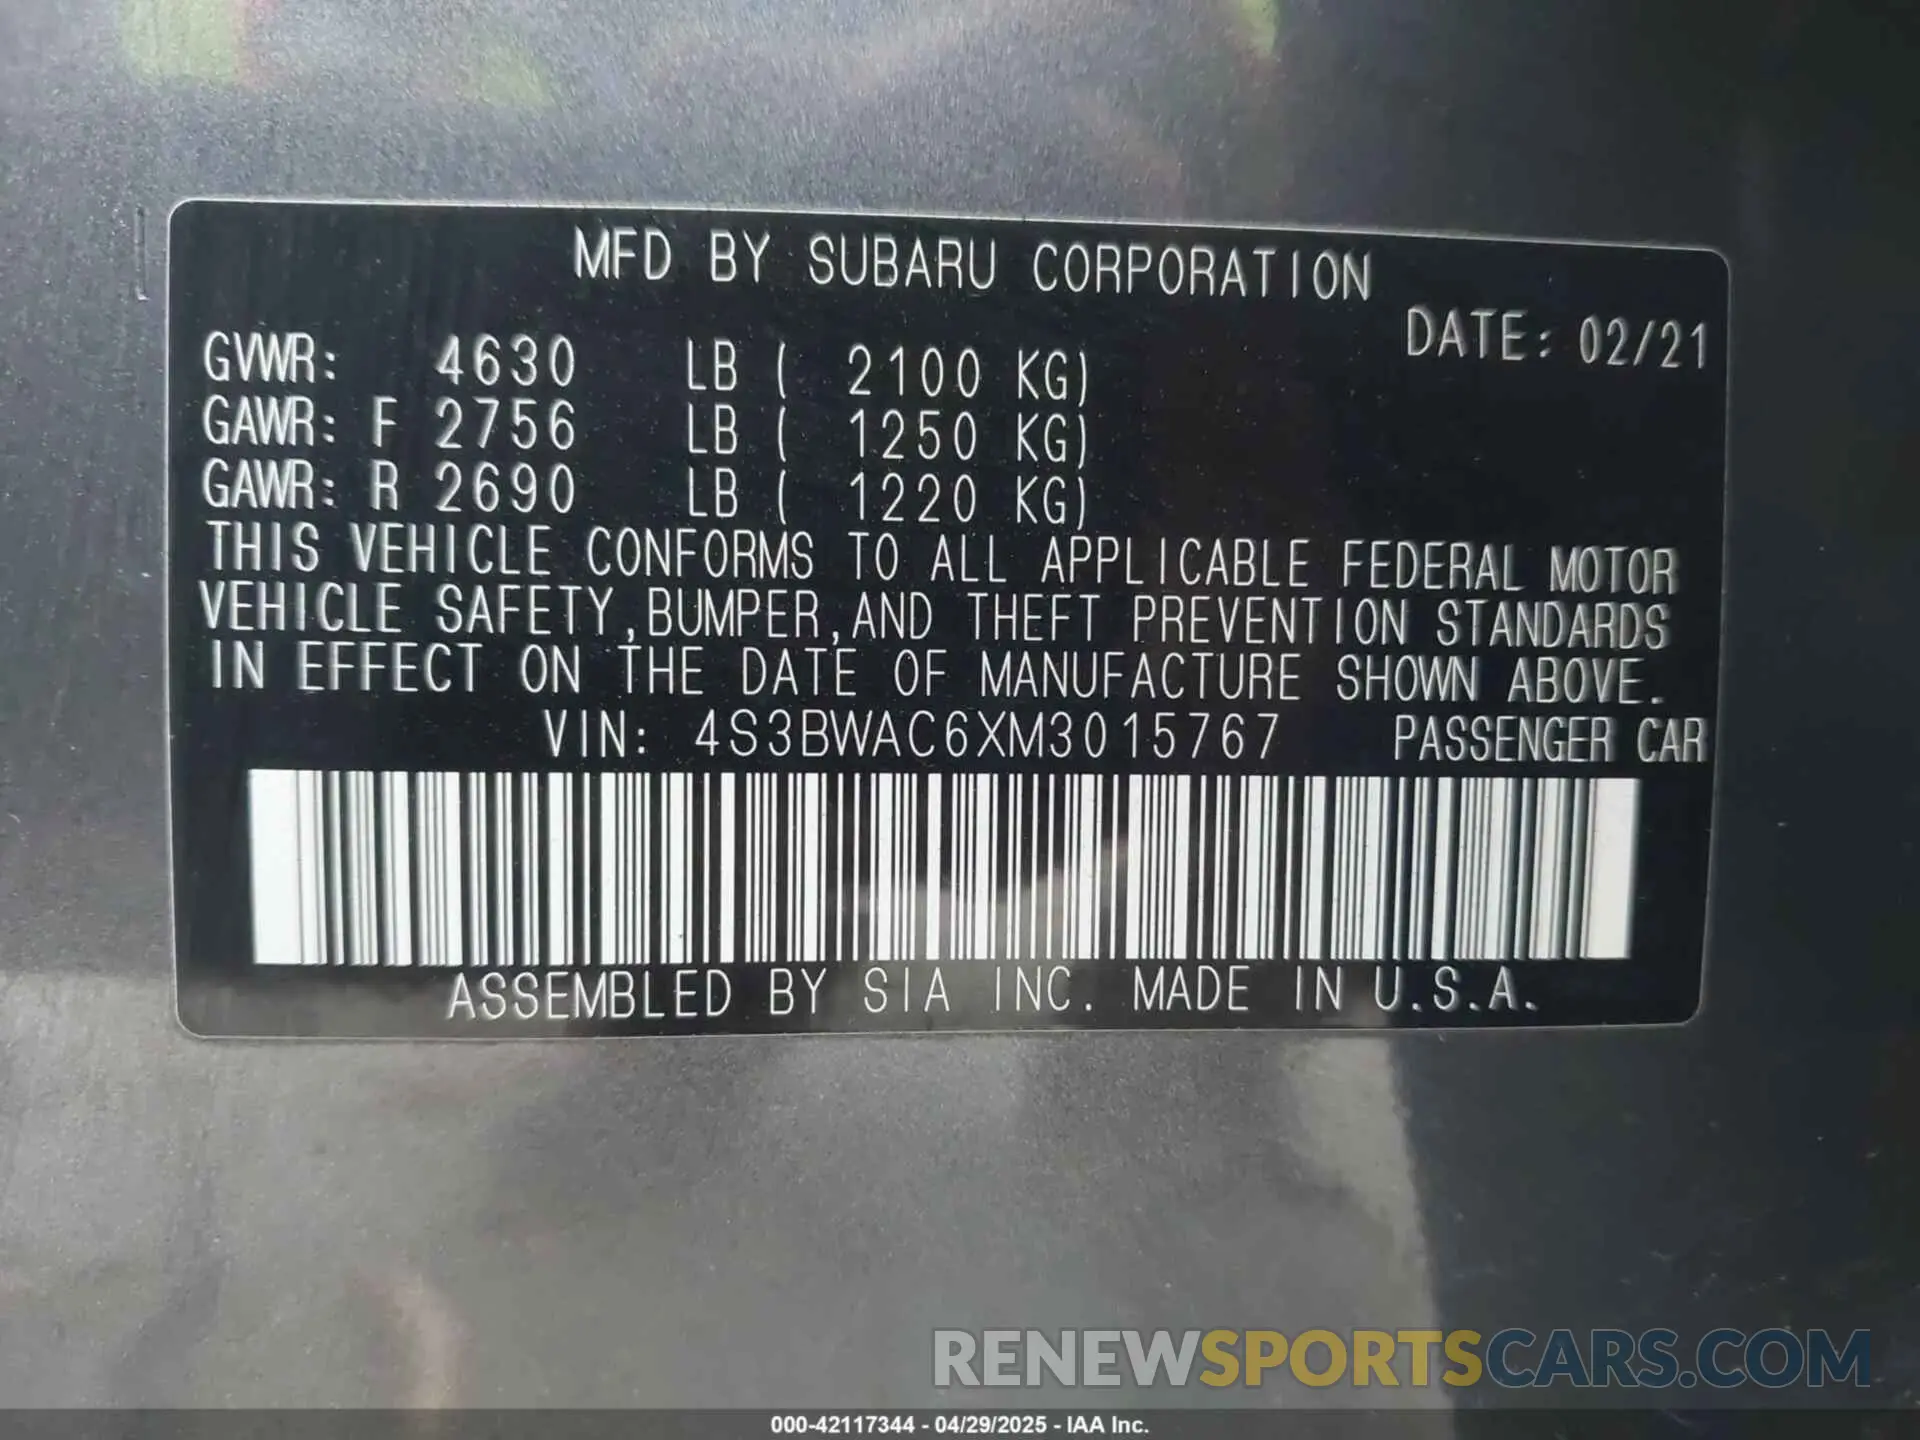 MFD BY SUBARU CORPORATION
DATE: 02/21
GVWR: 4630 LB ( 2100 KG)
GAWR: F 2756 LB ( 1250 KG)
GAWR: R 2690 LB ( 1220 KG)
THIS VEHICLE CONFORMS TO ALL APPLICABLE FEDERAL MOTOR
VEHICLE SAFETY,BUMPER,AND THEFT PREVENTION STANDARDS
IN EFFECT ON THE DATE OF MANUFACTURE SHOWN ABOVE.
VIN: 4S3BWAC6XM3015767 PASSENGER CAR
ASSEMBLED BY SIA INC. MADE IN U.S.A.
RENEWSPORTSCARS.COM
000-42117344 - 04/29/2025 - IAA Inc.